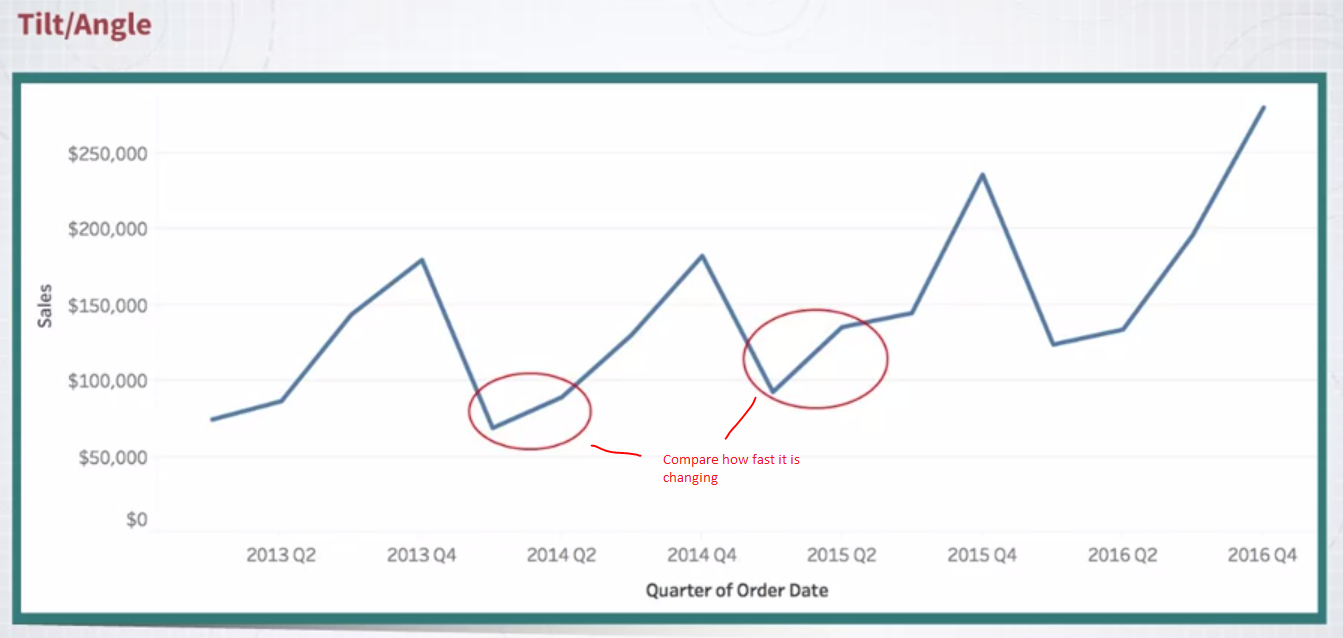 Tilt/Angle
$250,000
$200,000
$150,000
$100,000
$50,000
$0
Sales
Compare how fast it is
changing
2013 Q2 2013 Q4 2014 Q2 2014 Q4 2015 Q2 2015 Q4 2016 Q2 2016 Q4
Quarter of Order Date